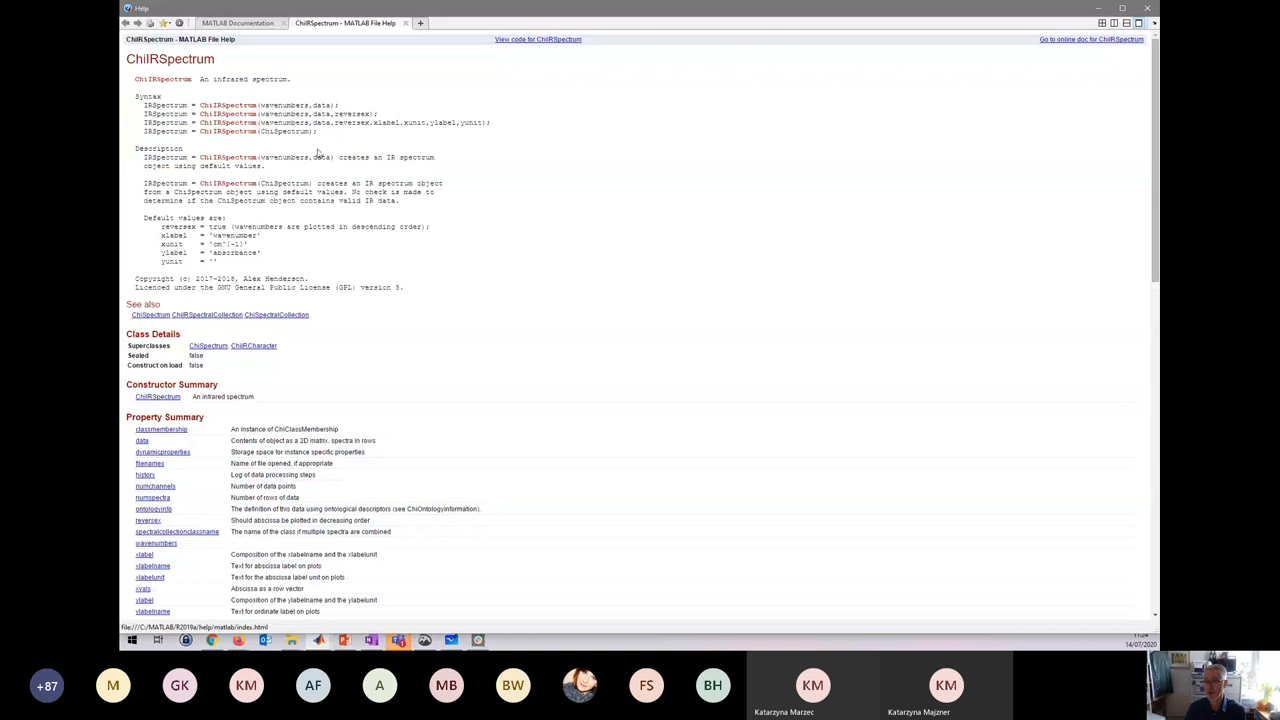 Help
MATLAB Documentation
ChiIRSpectrum - MATLAB File Help
ChiIRSpectrum - MATLAB File Help
View code for ChiIRSpectrum
Go to online doc for ChiIRSpectrum
ChiIRSpectrum
ChiIRSpectrum An infrared spectrum.
Syntax
IRSpectrum = ChiIRSpectrum(wavenumbers,data);
IRSpectrum = ChiIRSpectrum(wavenumbers,data,reversex);
IRSpectrum = ChiIRSpectrum(wavenumbers,data,reversex,xlabel,xunit,ylabel,yunit);
IRSpectrum = ChiIRSpectrum(ChiSpectrum);
Description
IRSpectrum = ChiIRSpectrum(wavenumbers,data) creates an IR spectrum
object using default values.
IRSpectrum = ChiIRSpectrum(ChiSpectrum) creates an IR spectrum object
from a ChiSpectrum object using default values. No check is made to
determine if the ChiSpectrum object contains valid IR data.
Default values are:
reversex = true (wavenumbers are plotted in descending order);
xlabel = 'wavenumber'
xunit = 'cm^{-1}'
ylabel = 'absorbance'
yunit = ''
Copyright (c) 2017-2018, Alex Henderson.
Licenced under the GNU General Public License (GPL) version 3.
See also
ChiSpectrum ChiIRSpectralCollection ChiSpectralCollection
Class Details
Superclasses ChiSpectrum, ChiIRCharacter
Sealed false
Construct on load false
Constructor Summary
ChiIRSpectrum An infrared spectrum
Property Summary
classmembership An instance of ChiClassMembership
data Contents of object as a 2D matrix, spectra in rows
dynamicproperties Storage space for instance specific properties
filenames Name of file opened, if appropriate
history Log of data processing steps
numchannels Number of data points
numspectra Number of rows of data
ontologyinfo The definition of this data using ontological descriptors (see ChiOntologyInformation).
reversex Should abscissa be plotted in decreasing order
spectralcollectionclassname The name of the class if multiple spectra are combined
wavenumbers
xlabel Composition of the xlabelname and the xlabelunit
xlabelname Text for abscissa label on plots
xlabelunit Text for the abscissa label unit on plots
xvals Abscissa as a row vector
ylabel Composition of the ylabelname and the ylabelunit
ylabelname Text for ordinate label on plots
file:///C:/MATLAB/R2019a/help/matlab/index.html
11:24
14/07/2020
+87
M
GK
KM
AF
A
MB
BW
FS
BH
KM
KM
Katarzyna Marzec
Katarzyna Majzner